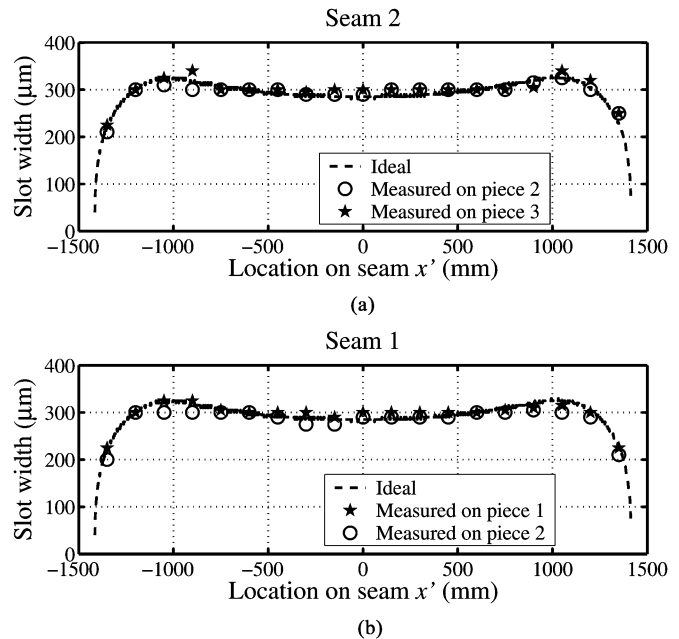 Seam 2
400
300
200
100
0
Slot width (μm)
Ideal
Measured on piece 2
Measured on piece 3
−1500 −1000 −500 0 500 1000 1500
Location on seam x’ (mm)
(a)
Seam 1
400
300
200
100
0
Slot width (μm)
Ideal
Measured on piece 1
Measured on piece 2
−1500 −1000 −500 0 500 1000 1500
Location on seam x’ (mm)
(b)